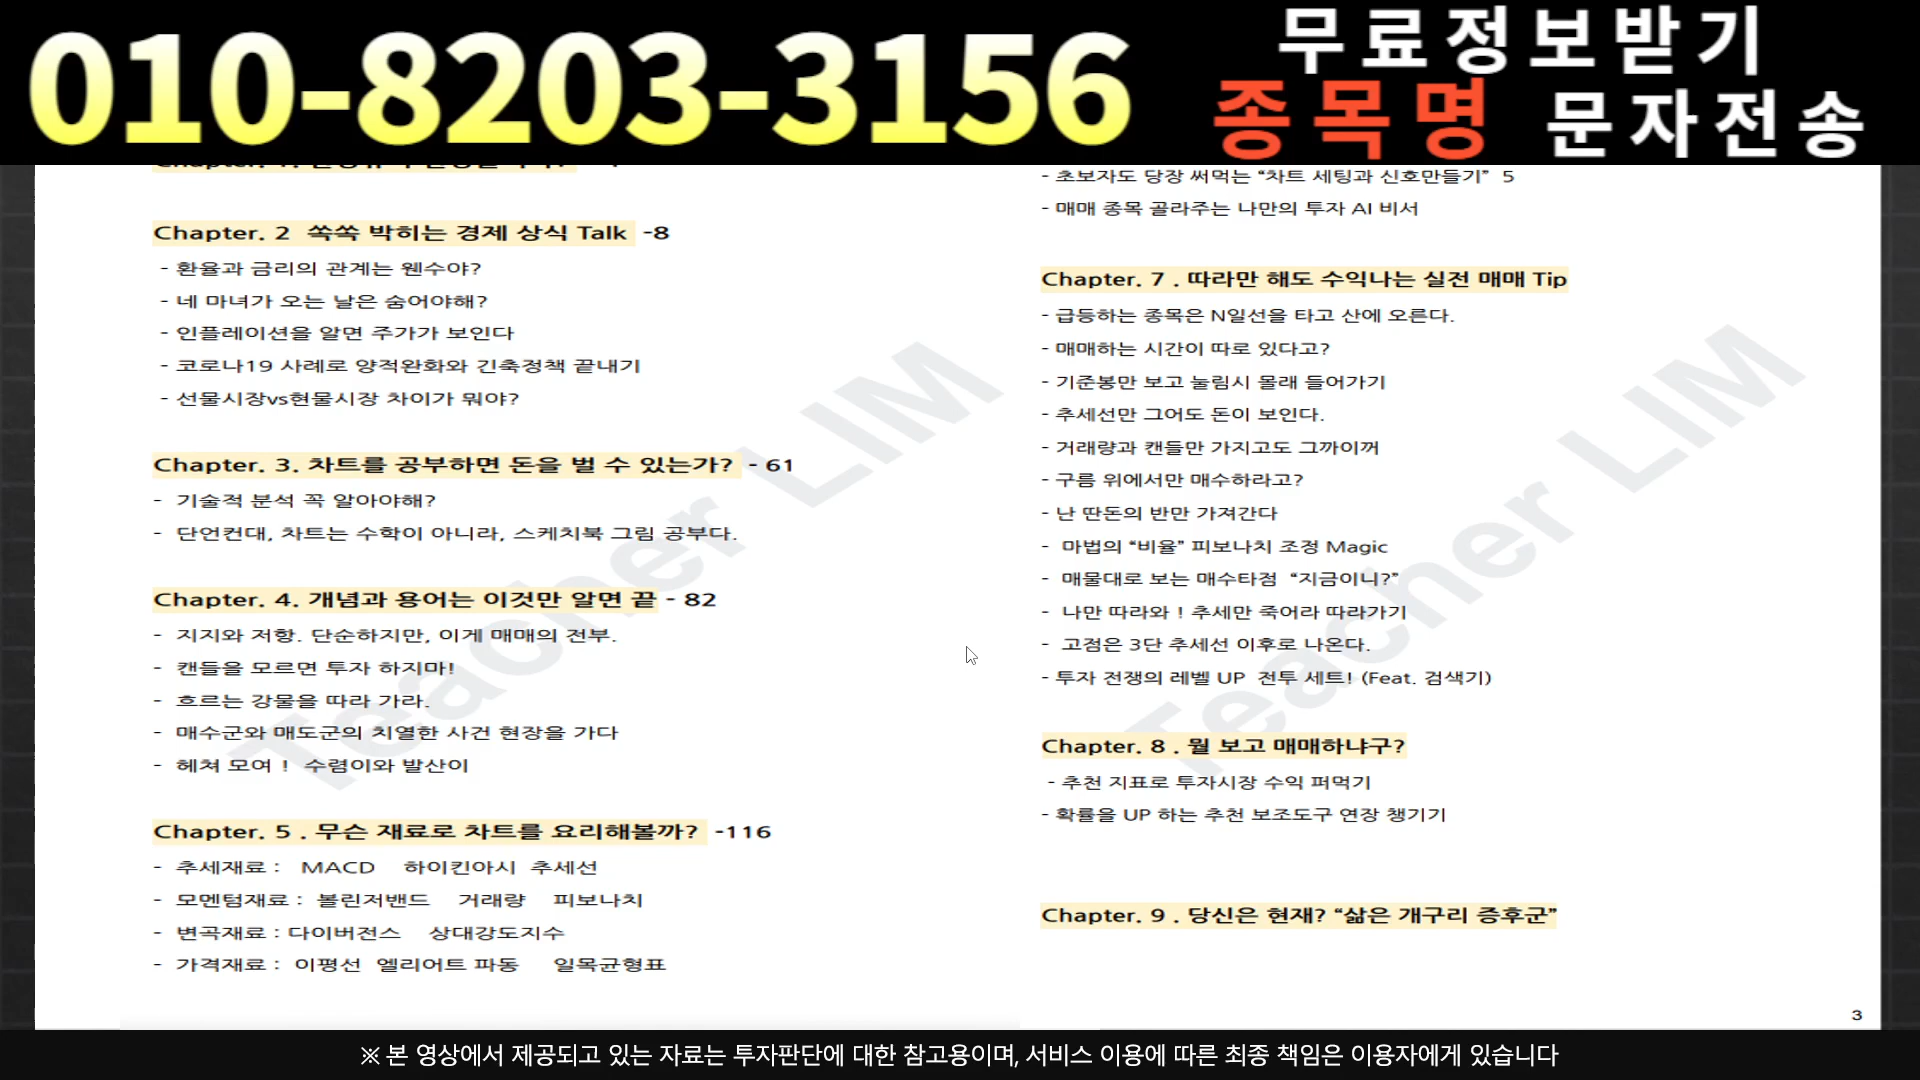 010-8203-3156
무료정보받기
종목명 문자전송
Chapter. 2 쏙쏙 박히는 경제 상식 Talk -8
- 환율과 금리의 관계는 웬수야?
- 네 마녀가 오는 날은 숨어야해?
- 인플레이션을 알면 주가가 보인다
- 코로나19 사례로 양적완화와 긴축정책 끝내기
- 선물시장vs현물시장 차이가 뭐야?
Chapter. 3. 차트를 공부하면 돈을 벌 수 있는가? - 61
- 기술적 분석 꼭 알아야해?
- 단언컨대, 차트는 수학이 아니라, 스케치북 그림 공부다.
Chapter. 4. 개념과 용어는 이것만 알면 끝 - 82
- 지지와 저항. 단순하지만, 이게 매매의 전부.
- 캔들을 모르면 투자 하지마!
- 흐르는 강물을 따라 가라.
- 매수군와 매도군의 치열한 사건 현장을 가다
- 헤쳐 모여 ! 수렴이와 발산이
Chapter. 5 . 무슨 재료로 차트를 요리해볼까? -116
- 추세재료 : MACD 하이킨아시 추세선
- 모멘텀재료 : 볼린저밴드 거래량 피보나치
- 변곡재료 : 다이버전스 상대강도지수
- 가격재료 : 이평선 엘리어트 파동 일목균형표
- 초보자도 당장 써먹는 “차트 세팅과 신호만들기” 5
- 매매 종목 골라주는 나만의 투자 AI 비서
Chapter. 7 . 따라만 해도 수익나는 실전 매매 Tip
- 급등하는 종목은 N일선을 타고 산에 오른다.
- 매매하는 시간이 따로 있다고?
- 기준봉만 보고 눌림시 몰래 들어가기
- 추세선만 그어도 돈이 보인다.
- 거래량과 캔들만 가지고도 그까이꺼
- 구름 위에서만 매수하라고?
- 난 딴돈의 반만 가져간다
- 마법의 “비율” 피보나치 조정 Magic
- 매물대로 보는 매수타점 “지금이니?”
- 나만 따라와 ! 추세만 죽어라 따라가기
- 고점은 3단 추세선 이후로 나온다.
- 투자 전쟁의 레벨 UP 전투 세트! (Feat. 검색기)
Chapter. 8 . 뭘 보고 매매하냐구?
- 추천 지표로 투자시장 수익 퍼먹기
- 확률을 UP 하는 추천 보조도구 연장 챙기기
Chapter. 9 . 당신은 현재? “삶은 개구리 증후군”
3
Teacher LIM
Teacher LIM
※ 본 영상에서 제공되고 있는 자료는 투자판단에 대한 참고용이며, 서비스 이용에 따른 최종 책임은 이용자에게 있습니다